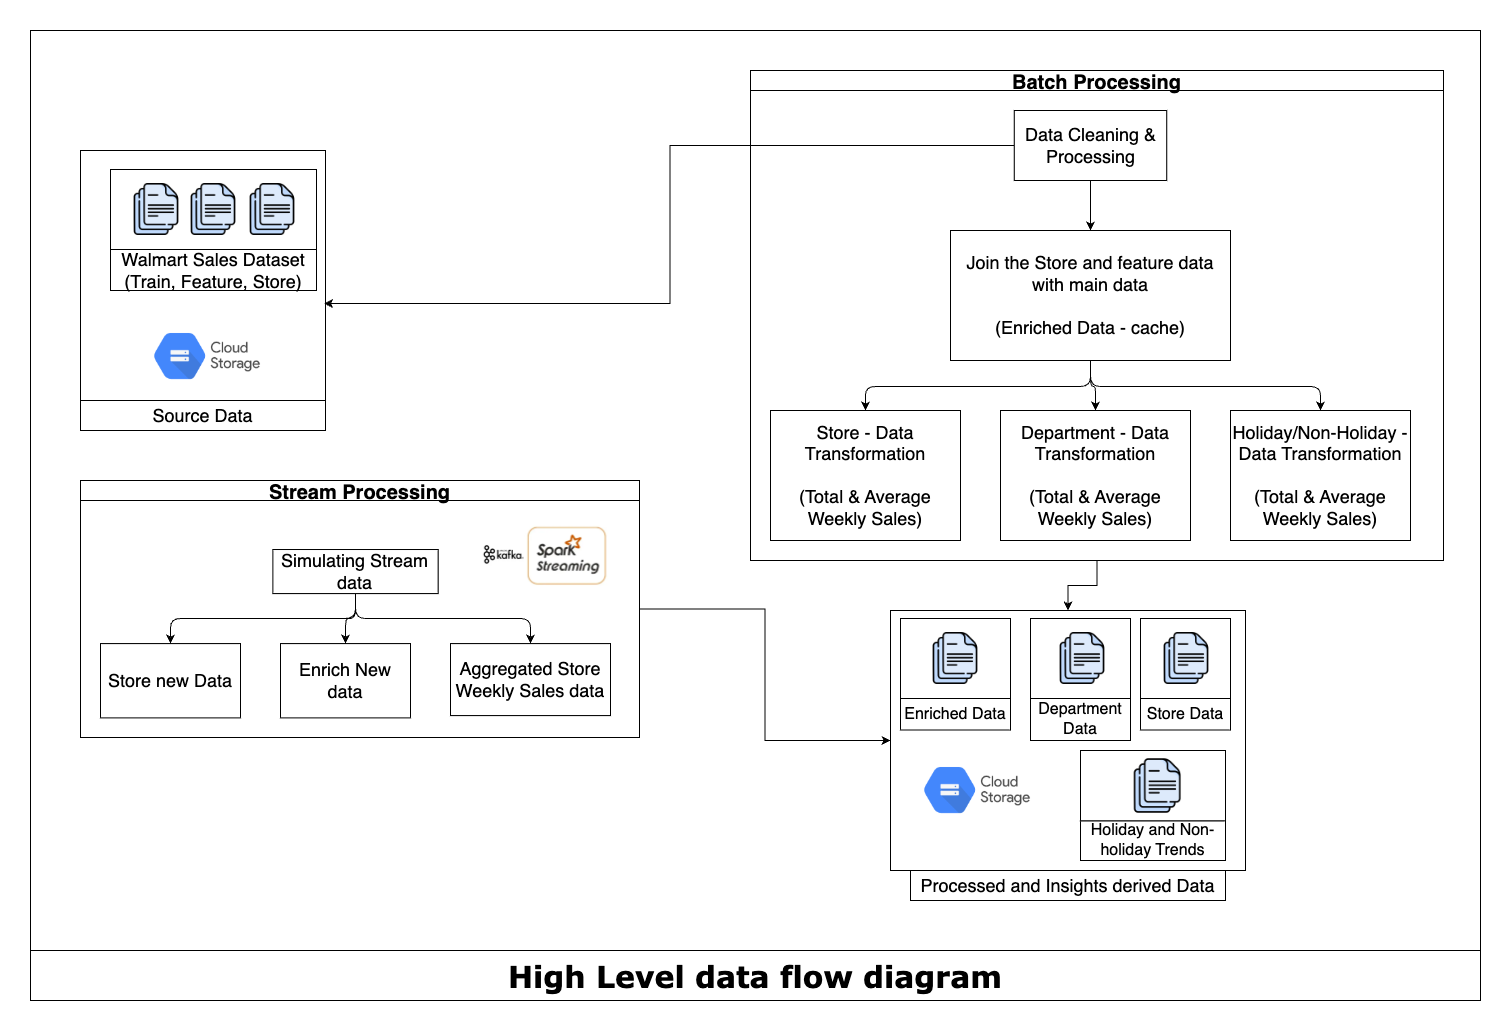 Batch Processing
Data Cleaning &
Processing
Join the Store and feature data
with main data
(Enriched Data - cache)
Store - Data
Transformation
(Total & Average
Weekly Sales)
Department - Data
Transformation
(Total & Average
Weekly Sales)
Holiday/Non-Holiday -
Data Transformation
(Total & Average
Weekly Sales)
Walmart Sales Dataset
(Train, Feature, Store)
Cloud
Storage
Source Data
Stream Processing
Simulating Stream
data
kafka
Spark
Streaming
Store new Data
Enrich New
data
Aggregated Store
Weekly Sales data
Enriched Data
Department
Data
Store Data
Cloud
Storage
Holiday and Non-
holiday Trends
Processed and Insights derived Data
High Level data flow diagram